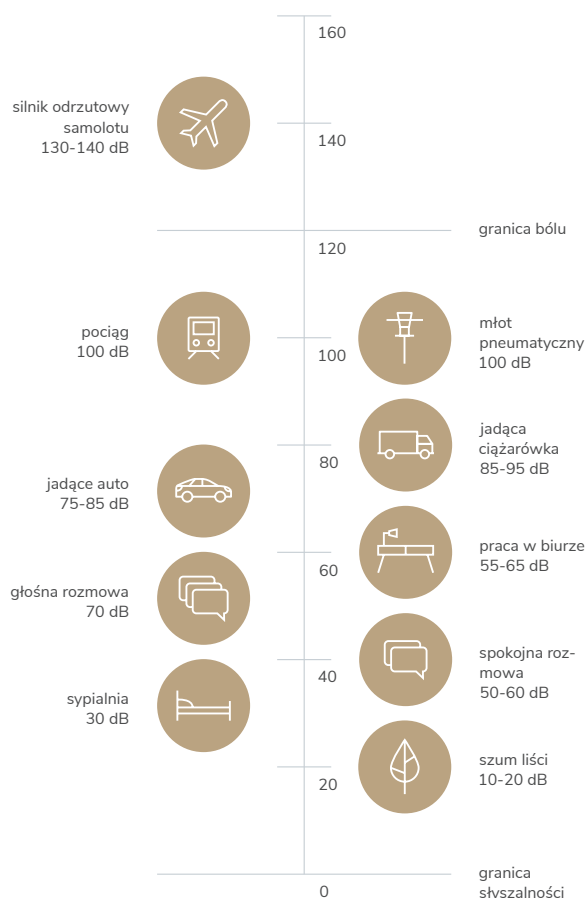 160
silnik odrzutowy
samolotu
130-140 dB
140
granica bólu
120
pociąg
100 dB
100
młot
pneumatyczny
100 dB
jadąca
ciążarówka
85-95 dB
80
jadące auto
75-85 dB
praca w biurze
55-65 dB
60
głośna rozmowa
70 dB
spokojna roz-
mowa
50-60 dB
40
sypialnia
30 dB
szum liści
10-20 dB
20
granica
słyszalności
0